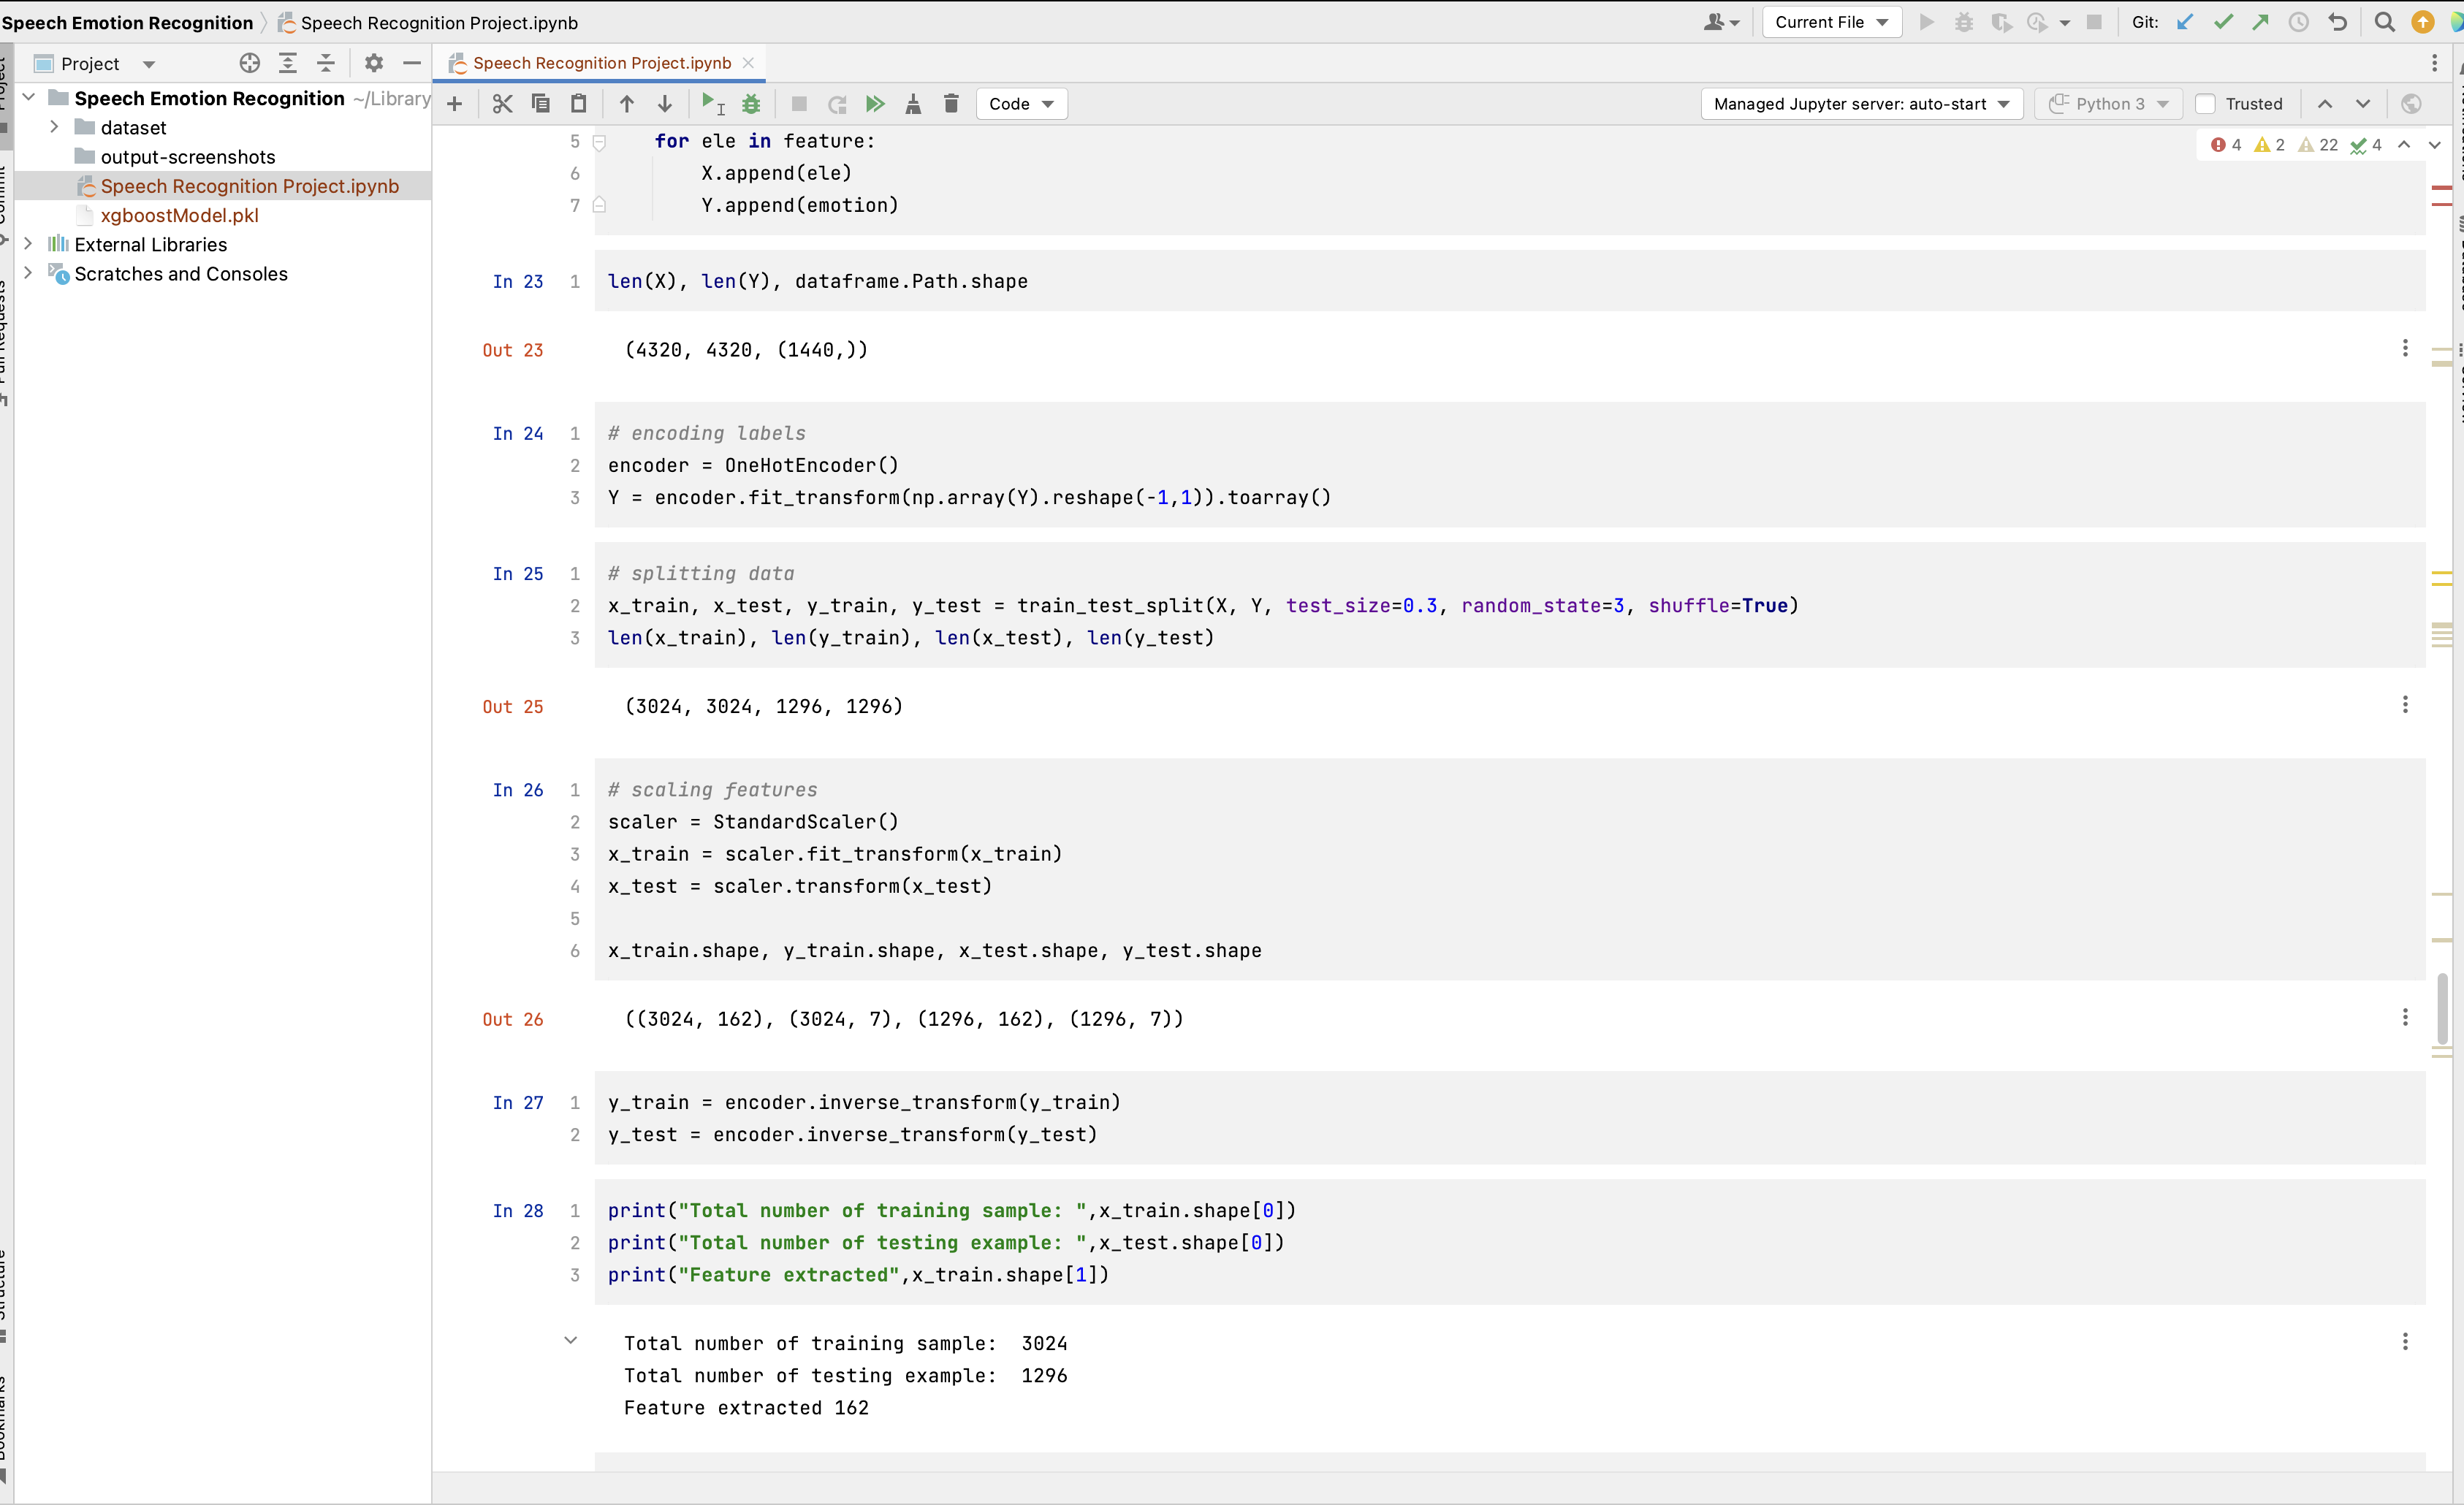 Speech Emotion Recognition Speech Recognition Project.ipynb Current File Git:
Project Speech Recognition Project.ipynb
Speech Emotion Recognition ~/Library
dataset
output-screenshots
Speech Recognition Project.ipynb
xgboostModel.pkl
External Libraries
Scratches and Consoles
Commit
Pull Requests
Structure
Bookmarks
Code Managed Jupyter server: auto-start Python 3 Trusted
4 2 22 4
5 for ele in feature:
6 X.append(ele)
7 Y.append(emotion)
In 23 1 len(X), len(Y), dataframe.Path.shape
Out 23 (4320, 4320, (1440,))
In 24 1 # encoding labels
2 encoder = OneHotEncoder()
3 Y = encoder.fit_transform(np.array(Y).reshape(-1,1)).toarray()
In 25 1 # splitting data
2 x_train, x_test, y_train, y_test = train_test_split(X, Y, test_size=0.3, random_state=3, shuffle=True)
3 len(x_train), len(y_train), len(x_test), len(y_test)
Out 25 (3024, 3024, 1296, 1296)
In 26 1 # scaling features
2 scaler = StandardScaler()
3 x_train = scaler.fit_transform(x_train)
4 x_test = scaler.transform(x_test)
5
6 x_train.shape, y_train.shape, x_test.shape, y_test.shape
Out 26 ((3024, 162), (3024, 7), (1296, 162), (1296, 7))
In 27 1 y_train = encoder.inverse_transform(y_train)
2 y_test = encoder.inverse_transform(y_test)
In 28 1 print("Total number of training sample: ",x_train.shape[0])
2 print("Total number of testing example: ",x_test.shape[0])
3 print("Feature extracted",x_train.shape[1])
Total number of training sample:  3024
Total number of testing example:  1296
Feature extracted 162